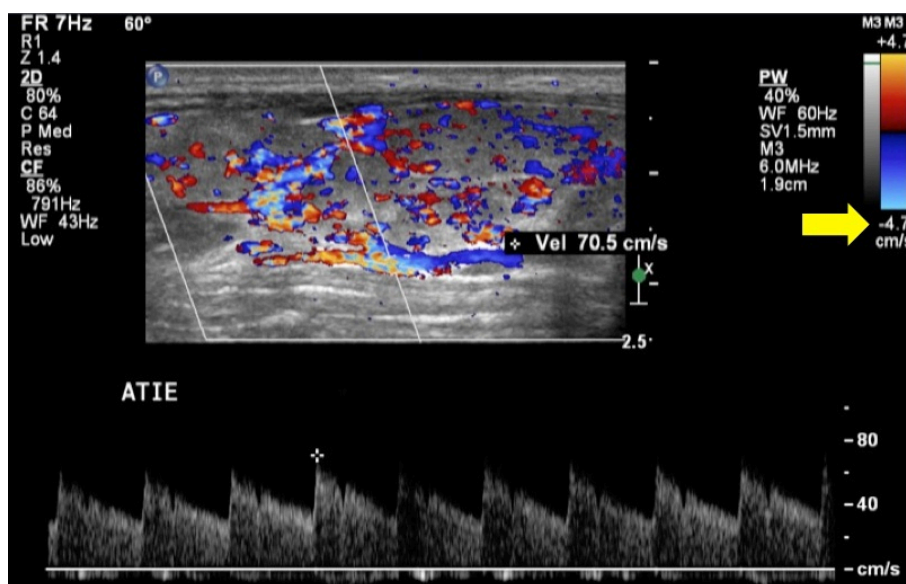 FR 7Hz
60°
M3 M3
R1
+4.7
Z 1.4
2D
80%
C 64
P Med
Res
CF
86%
791Hz
WF 43Hz
Low
P
PW
40%
WF 60Hz
SV1.5mm
M3
6.0MHz
1.9cm
-4.7
cm/s
Vel 70.5 cm/s
x
2.5
ATIE
80
40
cm/s